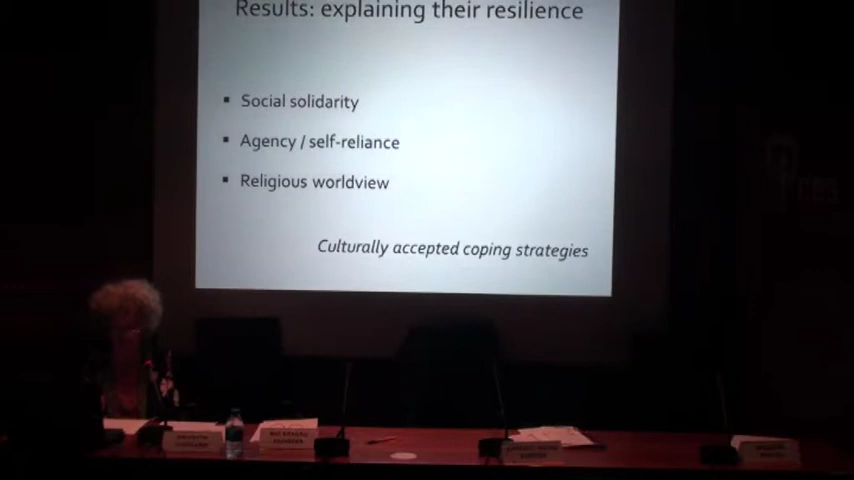 Results: explaining their resilience
▪ Social solidarity
▪ Agency / self-reliance
▪ Religious worldview
Culturally accepted coping strategies